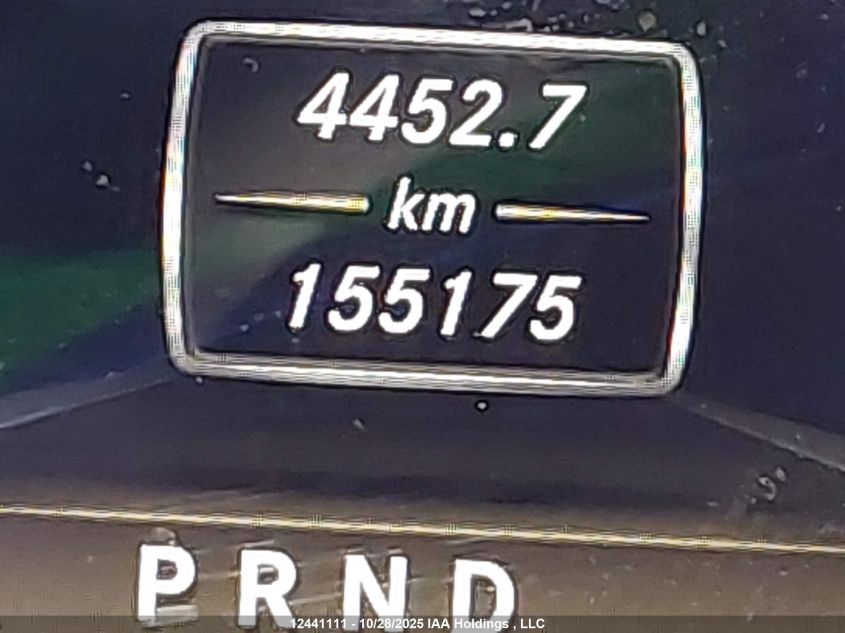 4452.7
km
155175
P R N D
12441111 - 10/28/2025 IAA Holdings , LLC